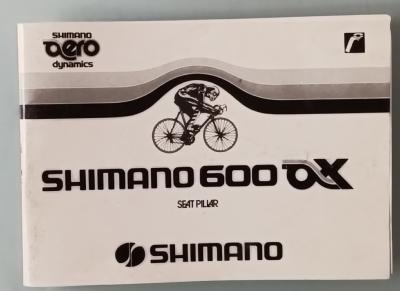 SHIMANO
aero
dynamics
SHIMANO 600 AX
SEAT PILLAR
SHIMANO